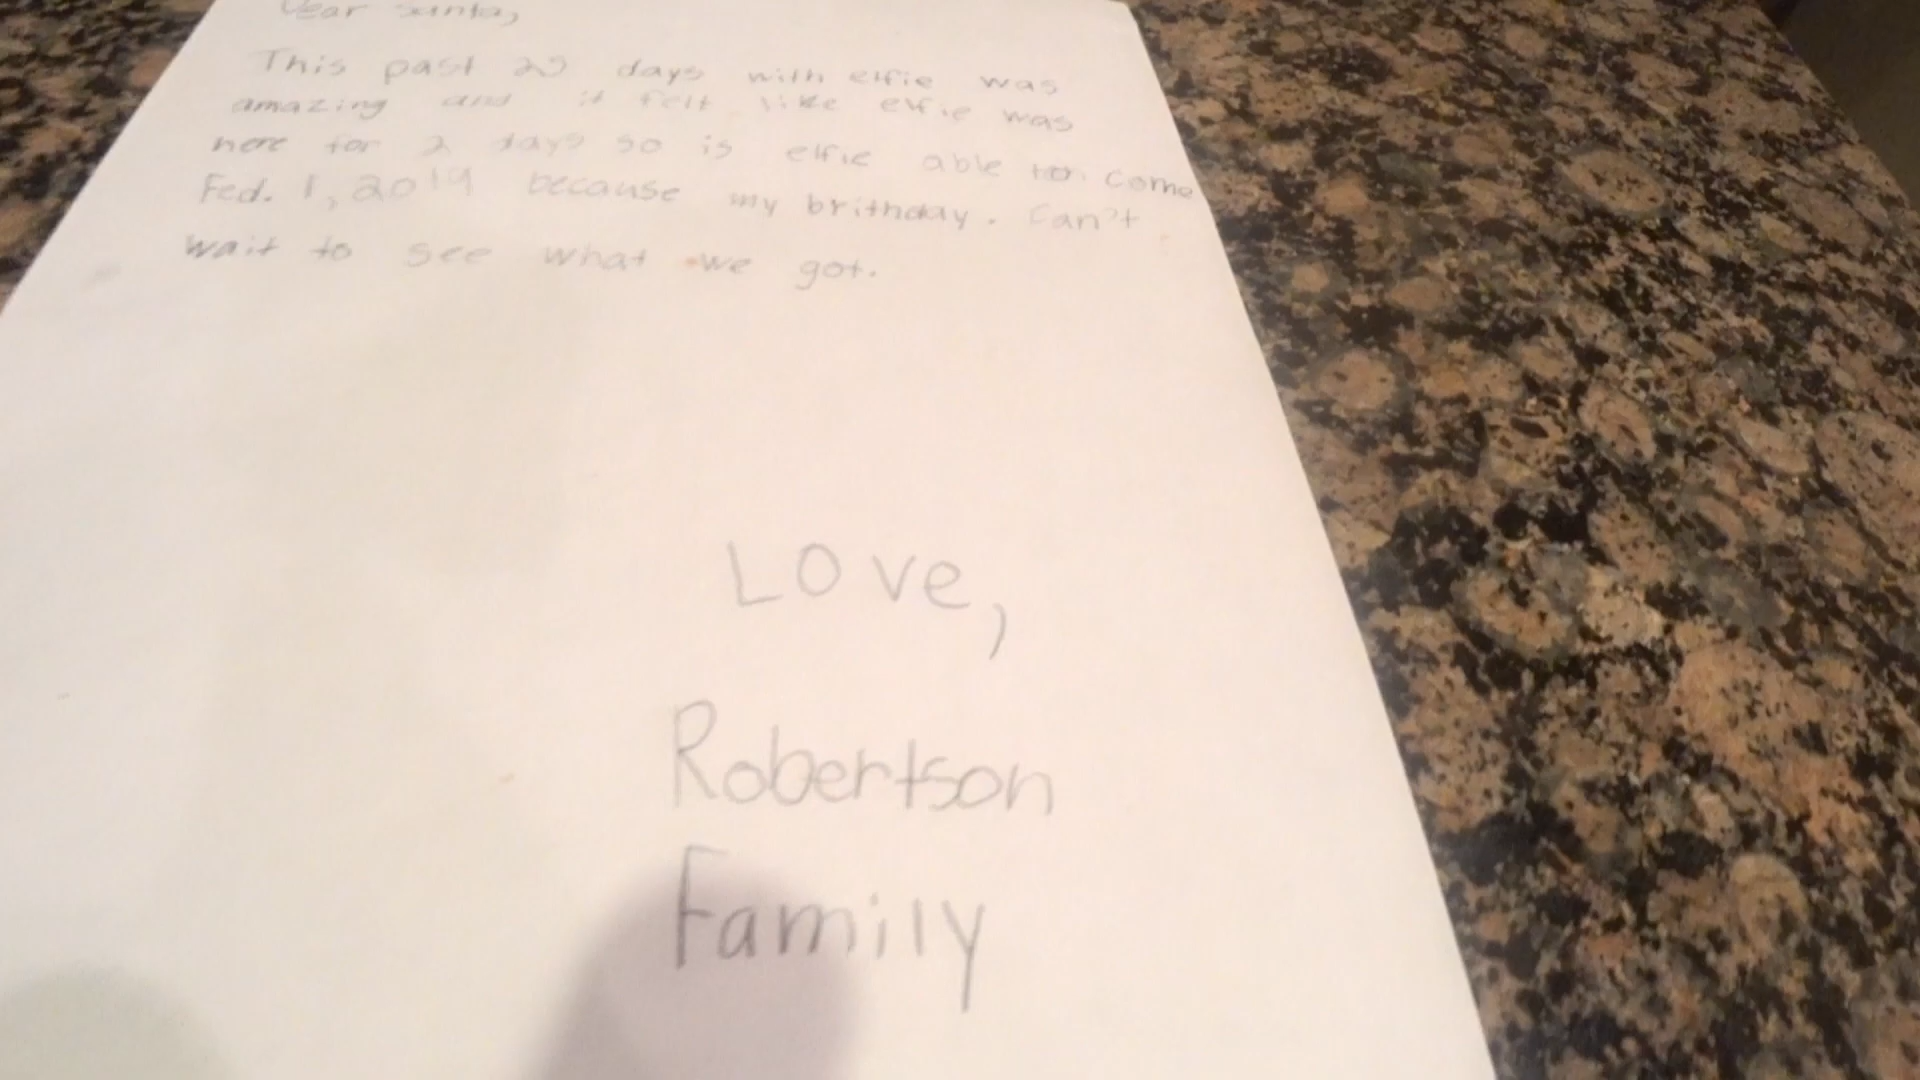 Dear santa,
This past 25 days with elfie was
amazing and it felt like elfie was
here for 2 days so is elfie able to come
Fed. 1, 2019 because my brithday. Can't
wait to see what we got.
Love,
Robertson
Family